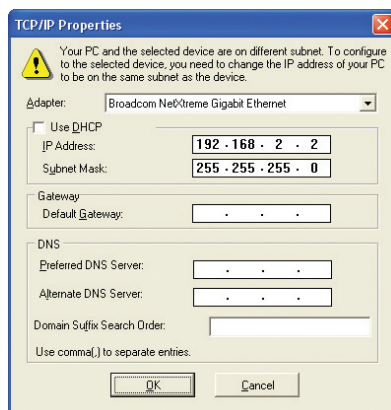 TCP/IP Properties
Your PC and the selected device are on different subnet. To configure
to the selected device, you need to change the IP address of your PC
to be on the same subnet as the device.
Adapter: Broadcom NetXtreme Gigabit Ethernet
Use DHCP
IP Address: 192 . 168 . 2 . 2
Subnet Mask: 255 . 255 . 255 . 0
Gateway
Default Gateway: . . .
DNS
Preferred DNS Server: . . .
Alternate DNS Server: . . .
Domain Suffix Search Order:
Use comma(,) to separate entries.
OK Cancel